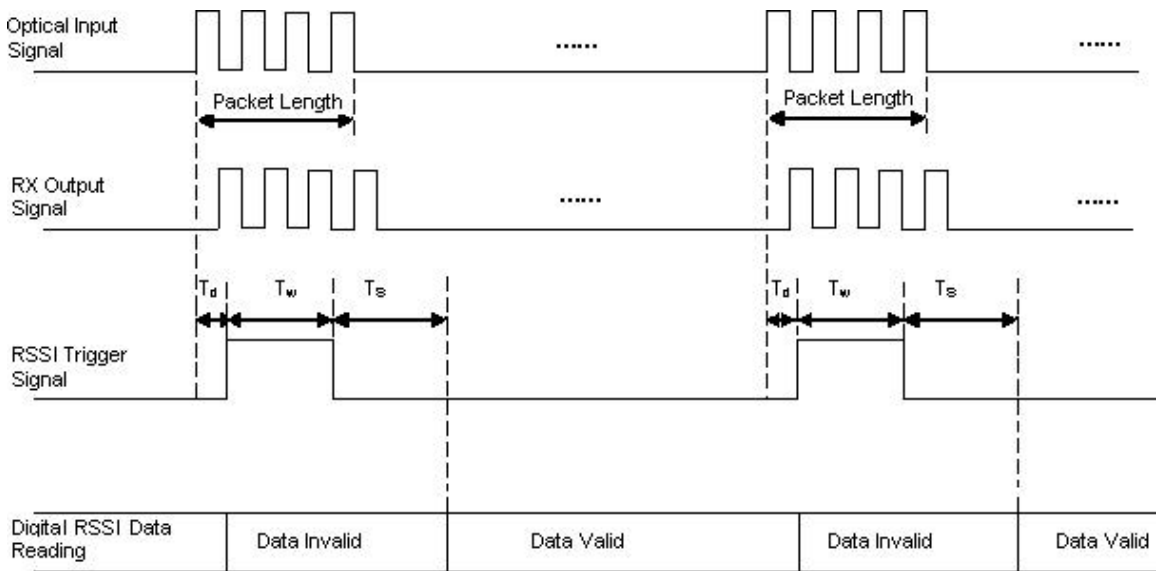 Optical Input
Signal
......
......
Packet Length
Packet Length
RX Output
Signal
......
......
Td
Tw
Ts
Td
Tw
Ts
RSSI Trigger
Signal
Digital RSSI Data
Reading
Data Invalid
Data Valid
Data Invalid
Data Valid